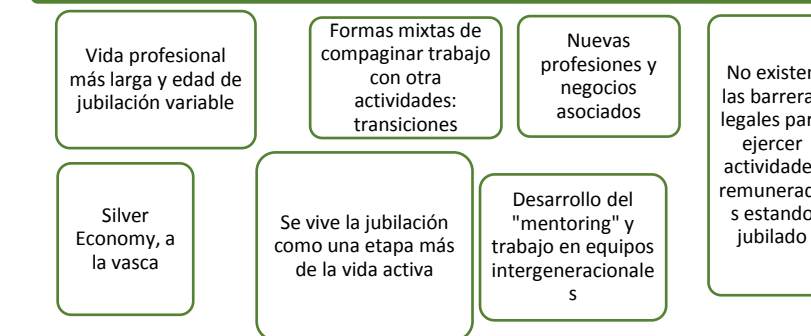 Vida profesional
más larga y edad de
jubilación variable
Formas mixtas de
compaginar trabajo
con otra
actividades:
transiciones
Nuevas
profesiones y
negocios
asociados
No existen
las barrera
legales par
ejercer
actividade
remunerad
s estando
jubilado
Silver
Economy, a
la vasca
Se vive la jubilación
como una etapa más
de la vida activa
Desarrollo del
"mentoring" y
trabajo en equipos
intergeneracionale
s